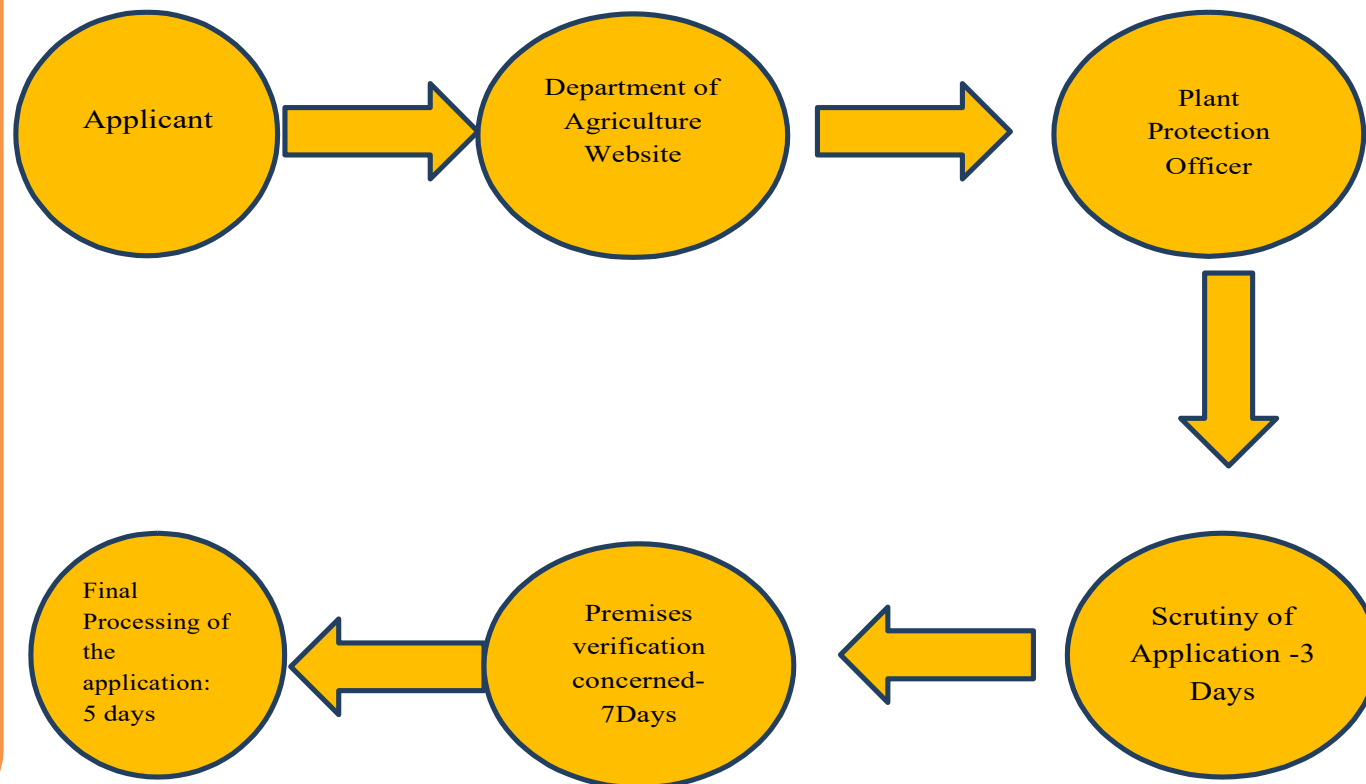 Applicant
Department of
Agriculture
Website
Plant
Protection
Officer
Scrutiny of
Application -3
Days
Premises
verification
concerned-
7Days
Final
Processing of
the
application:
5 days